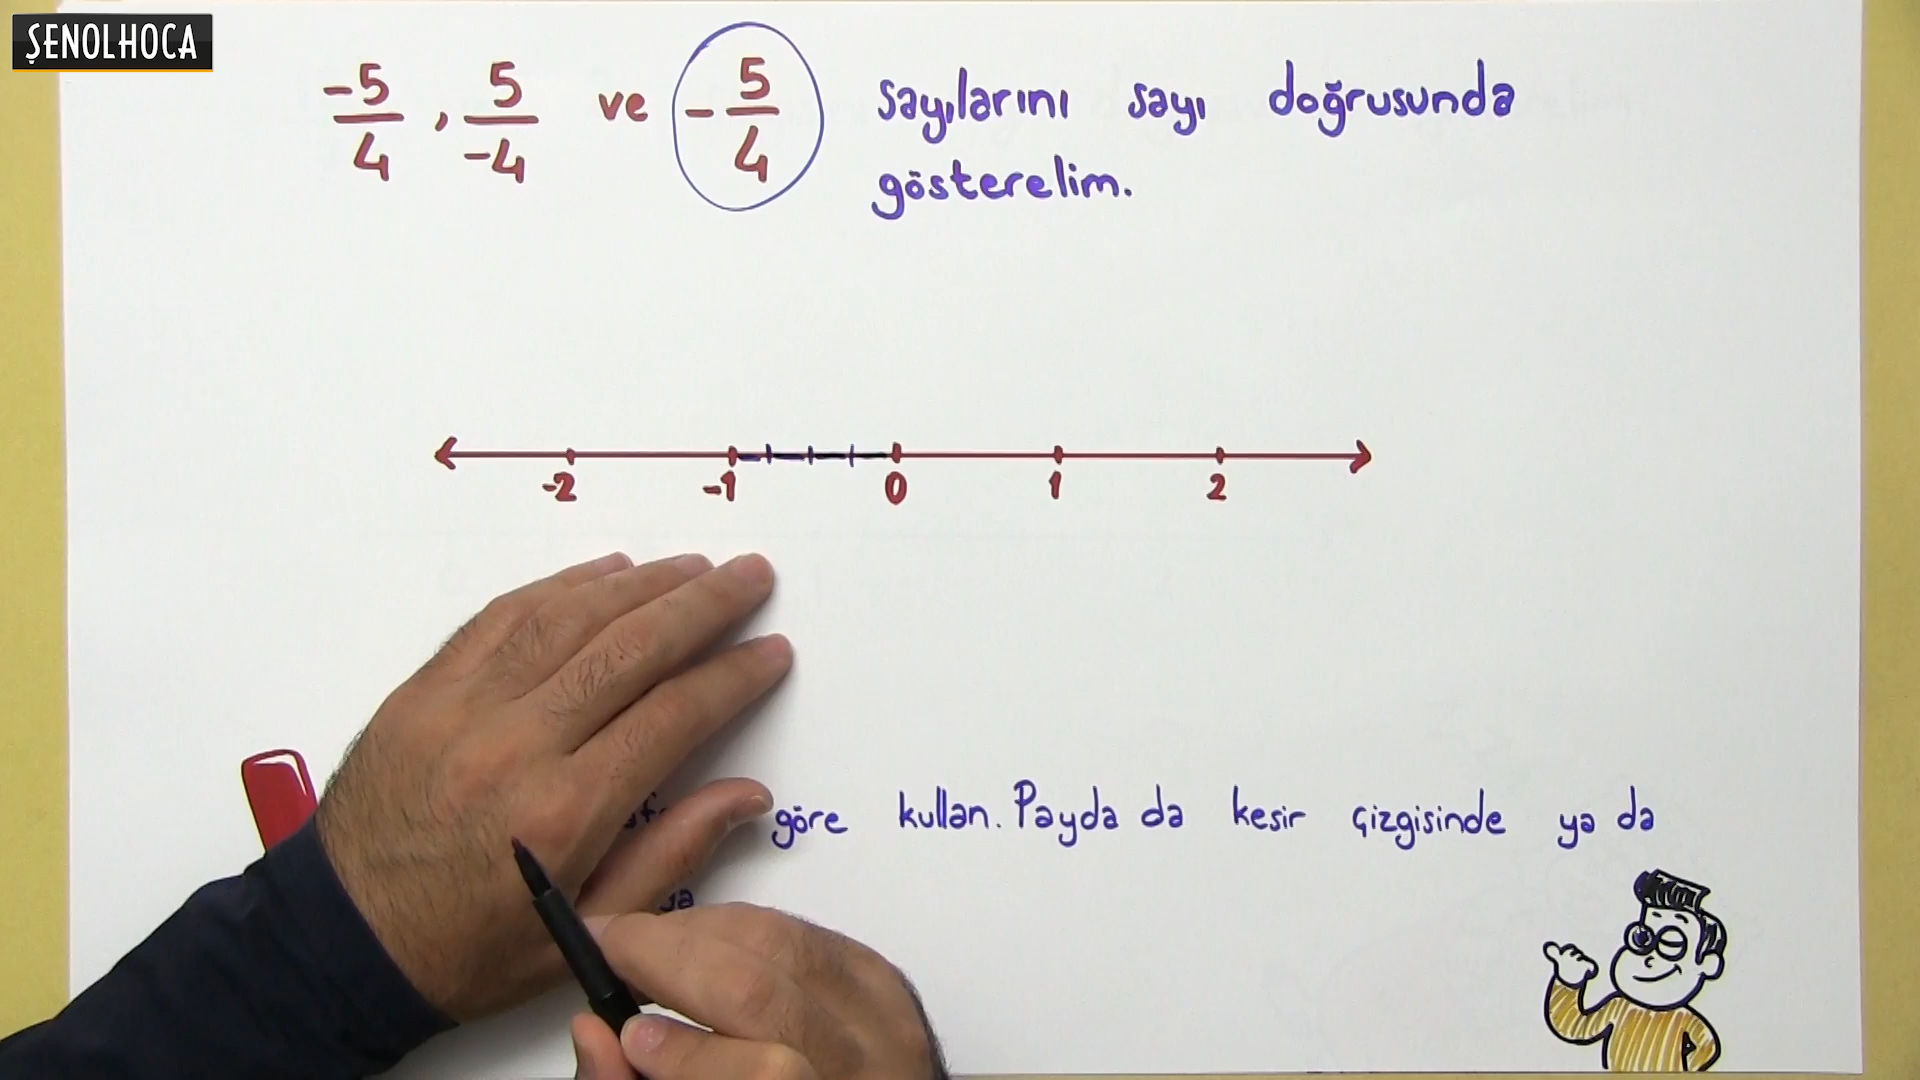 ŞENOLHOCA
-5/4 , 5/-4 ve -5/4 sayılarını sayı doğrusunda
gösterelim.
-2 -1 0 1 2
göre kullan. Payda da kesir çizgisinde ya da